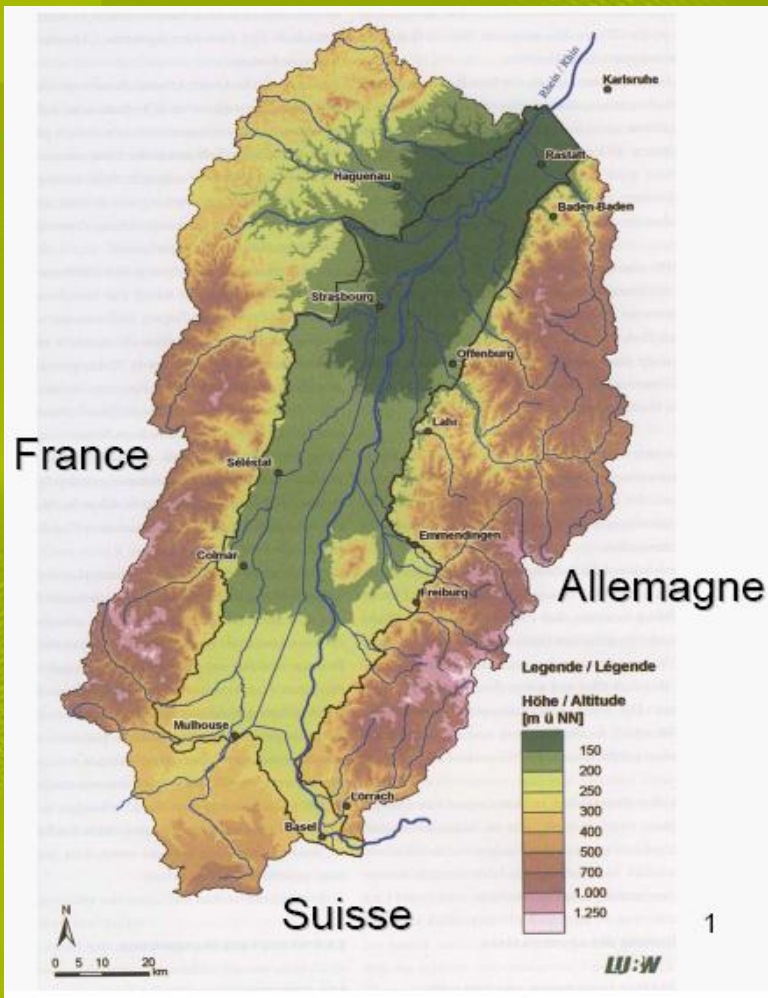 Rhein / Rhin
Karlsruhe
Rastatt
Haguenau
Baden-Baden
Strasbourg
Offenburg
Lahr
France
Séléstat
Emmendingen
Colmar
Allemagne
Freiburg
Legende / Légende
Höhe / Altitude
[m ü NN]
150
200
250
300
400
500
700
1.000
1.250
Mulhouse
Lörrach
Basel
Suisse
1
N
0 5 10 20
km
LUBW